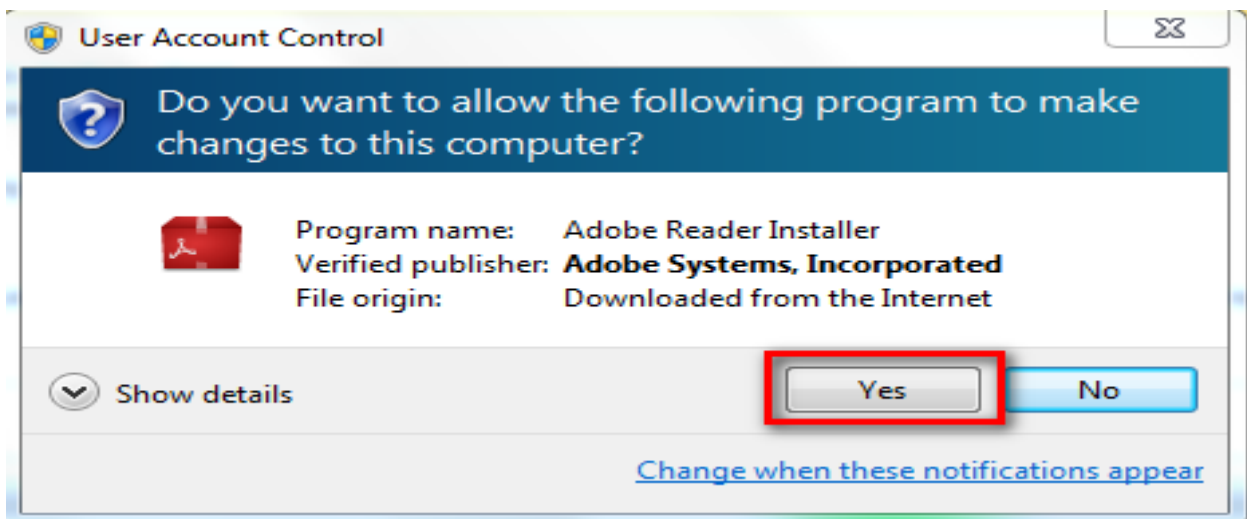 User Account Control
Do you want to allow the following program to make
changes to this computer?
Program name: Adobe Reader Installer
Verified publisher: Adobe Systems, Incorporated
File origin: Downloaded from the Internet
Show details Yes No
Change when these notifications appear